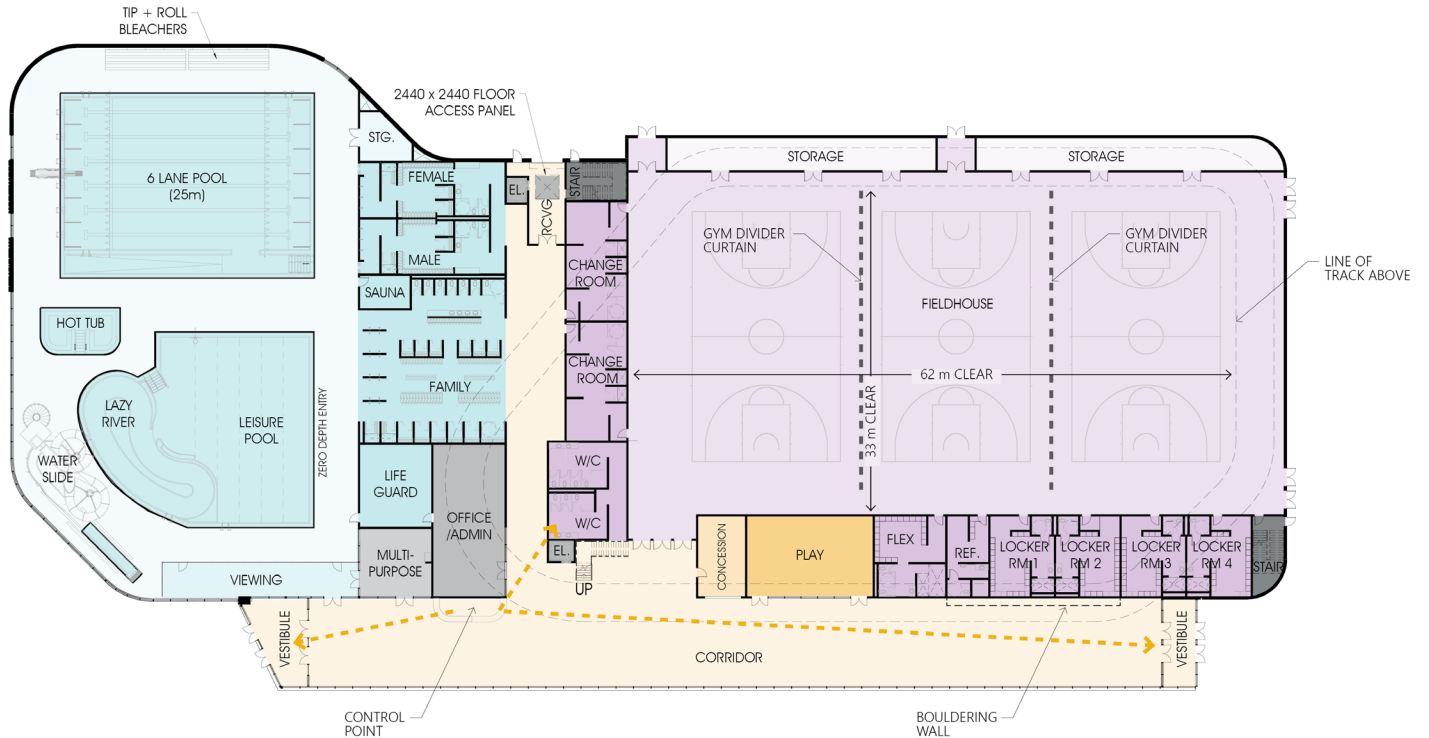 TIP + ROLL
BLEACHERS
2440 x 2440 FLOOR
ACCESS PANEL
STG.
STORAGE
STORAGE
6 LANE POOL
(25m)
FEMALE
EL.
STAIR
RCVG
MALE
GYM DIVIDER
CURTAIN
GYM DIVIDER
CURTAIN
LINE OF
TRACK ABOVE
CHANGE
ROOM
SAUNA
FIELDHOUSE
HOT TUB
CHANGE
ROOM
62 m CLEAR
33 m CLEAR
FAMILY
LAZY
RIVER
LEISURE
POOL
ZERO DEPTH ENTRY
WATER
SLIDE
W/C
LIFE
GUARD
OFFICE
/ADMIN
W/C
EL.
UP
MULTI-
PURPOSE
VIEWING
CONCESSION
PLAY
FLEX
REF.
LOCKER
RM 1
LOCKER
RM 2
LOCKER
RM 3
LOCKER
RM 4
STAIR
VESTIBULE
CORRIDOR
VESTIBULE
CONTROL
POINT
BOULDERING
WALL